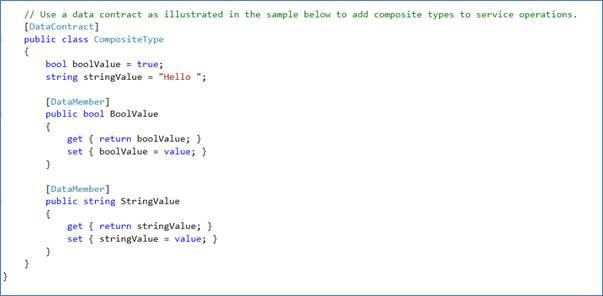 // Use a data contract as illustrated in the sample below to add composite types to service operations.
[DataContract]
public class CompositeType
{
bool boolValue = true;
string stringValue = "Hello ";
[DataMember]
public bool BoolValue
{
get { return boolValue; }
set { boolValue = value; }
}
[DataMember]
public string StringValue
{
get { return stringValue; }
set { stringValue = value; }
}
}
}